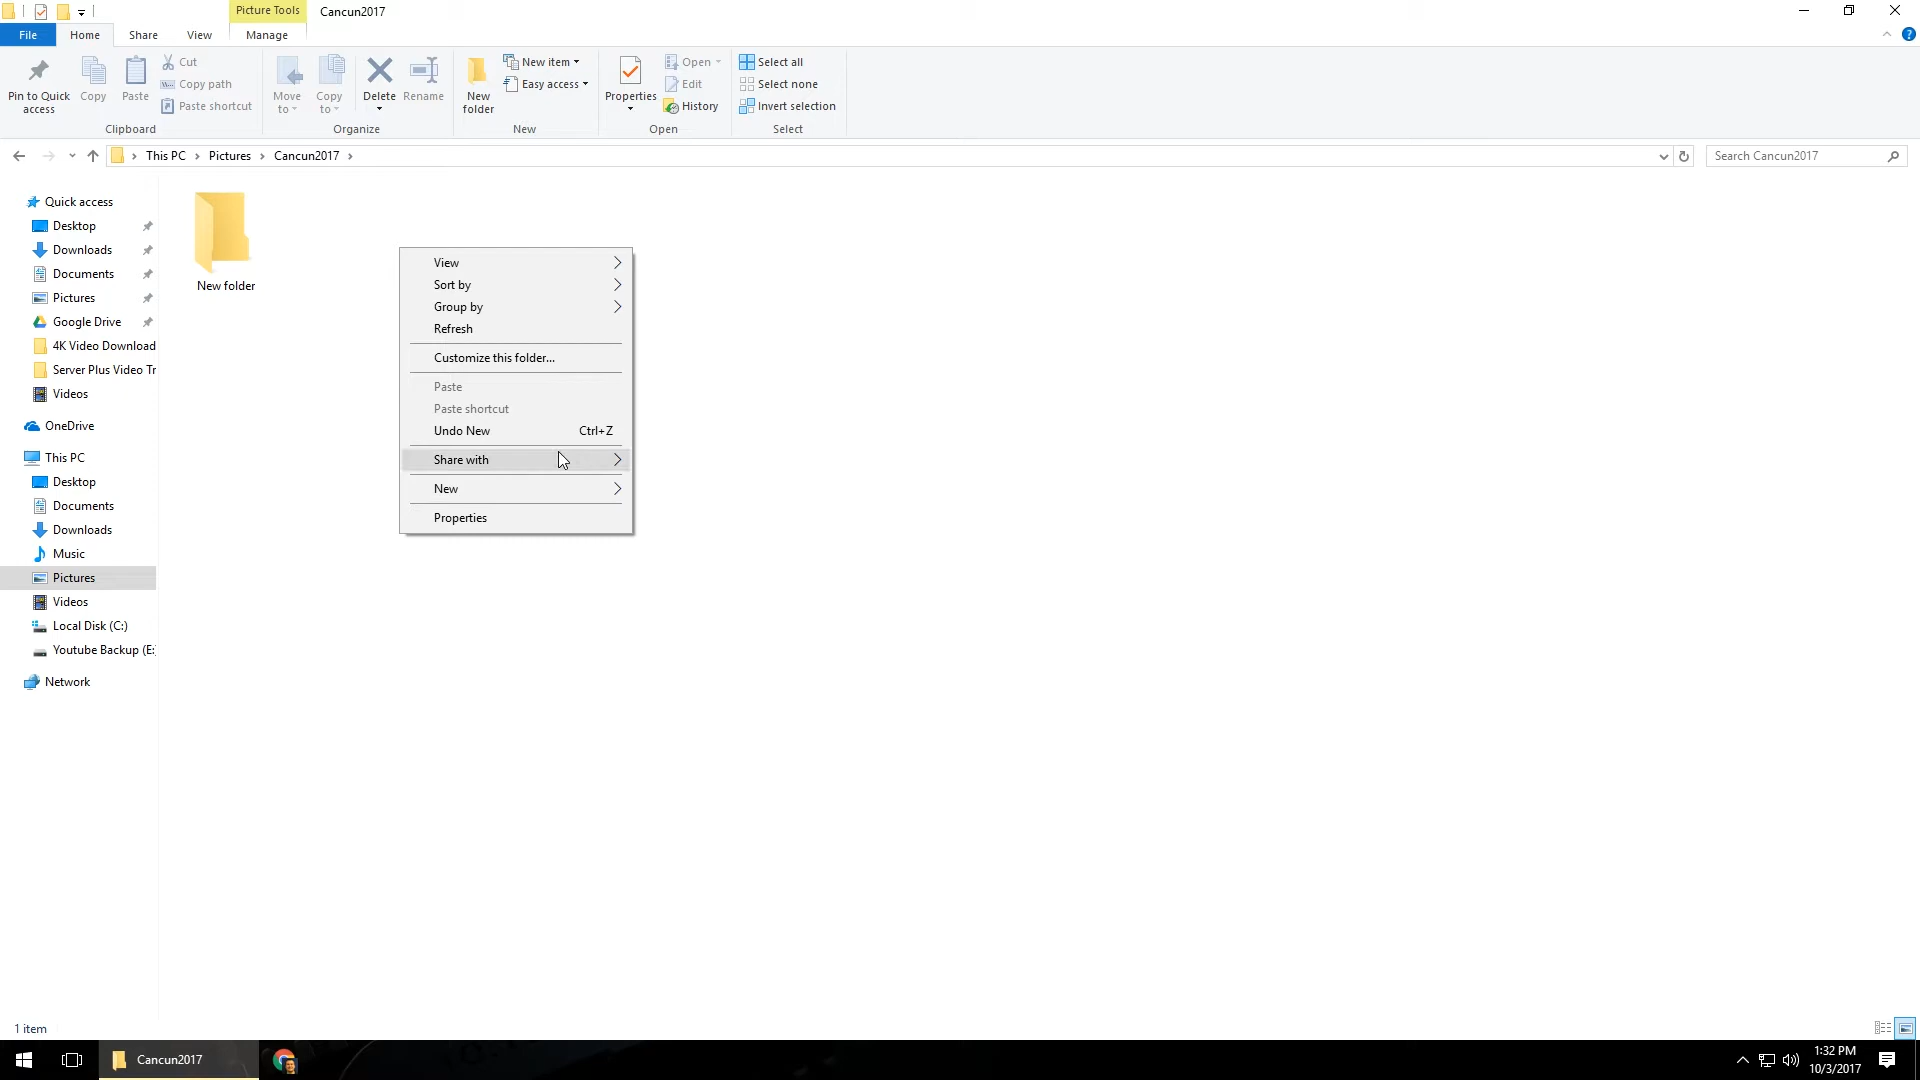 Picture Tools
Cancun2017
File
Home
Share
View
Manage
Pin to Quick access
Copy
Paste
Cut
Copy path
Paste shortcut
Clipboard
Move to
Copy to
Delete
Rename
Organize
New folder
New item
Easy access
New
Properties
Open
Edit
History
Open
Select all
Select none
Invert selection
Select
This PC
Pictures
Cancun2017
Search Cancun2017
Quick access
Desktop
Downloads
Documents
Pictures
Google Drive
4K Video Download
Server Plus Video Tr
Videos
OneDrive
This PC
Desktop
Documents
Downloads
Music
Pictures
Videos
Local Disk (C:)
Youtube Backup (E:
Network
New folder
View
Sort by
Group by
Refresh
Customize this folder...
Paste
Paste shortcut
Undo New Ctrl+Z
Share with
New
Properties
1 item
Cancun2017
1:32 PM
10/3/2017